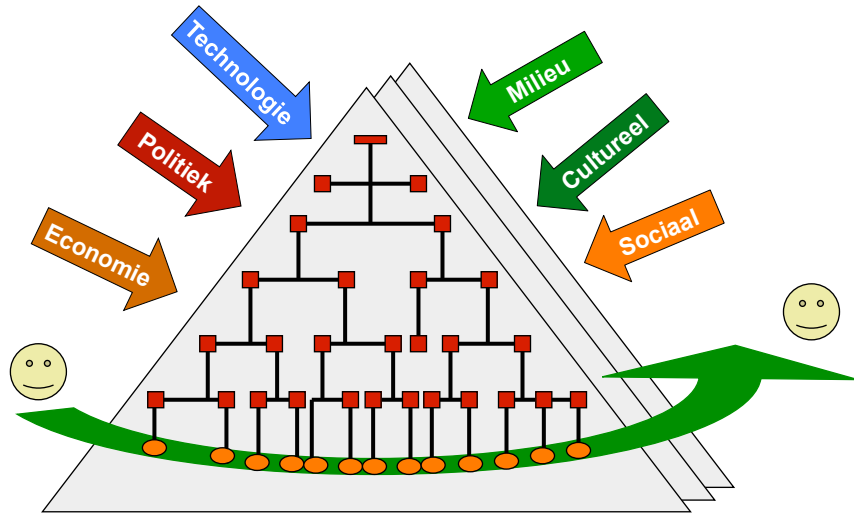 Technologie
Politiek
Economie
Milieu
Cultureel
Sociaal